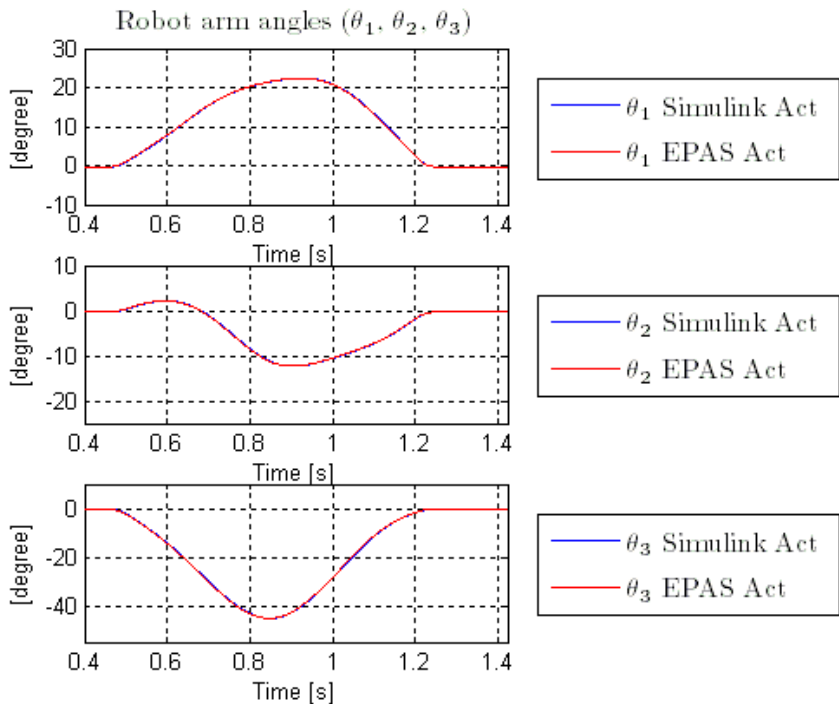 Robot arm angles (θ1, θ2, θ3)
30
20
10
0
-10
[degree]
0.4 0.6 0.8 1 1.2 1.4
Time [s]
θ1 Simulink Act
θ1 EPAS Act
10
0
-10
-20
[degree]
0.4 0.6 0.8 1 1.2 1.4
Time [s]
θ2 Simulink Act
θ2 EPAS Act
0
-20
-40
[degree]
0.4 0.6 0.8 1 1.2 1.4
Time [s]
θ3 Simulink Act
θ3 EPAS Act